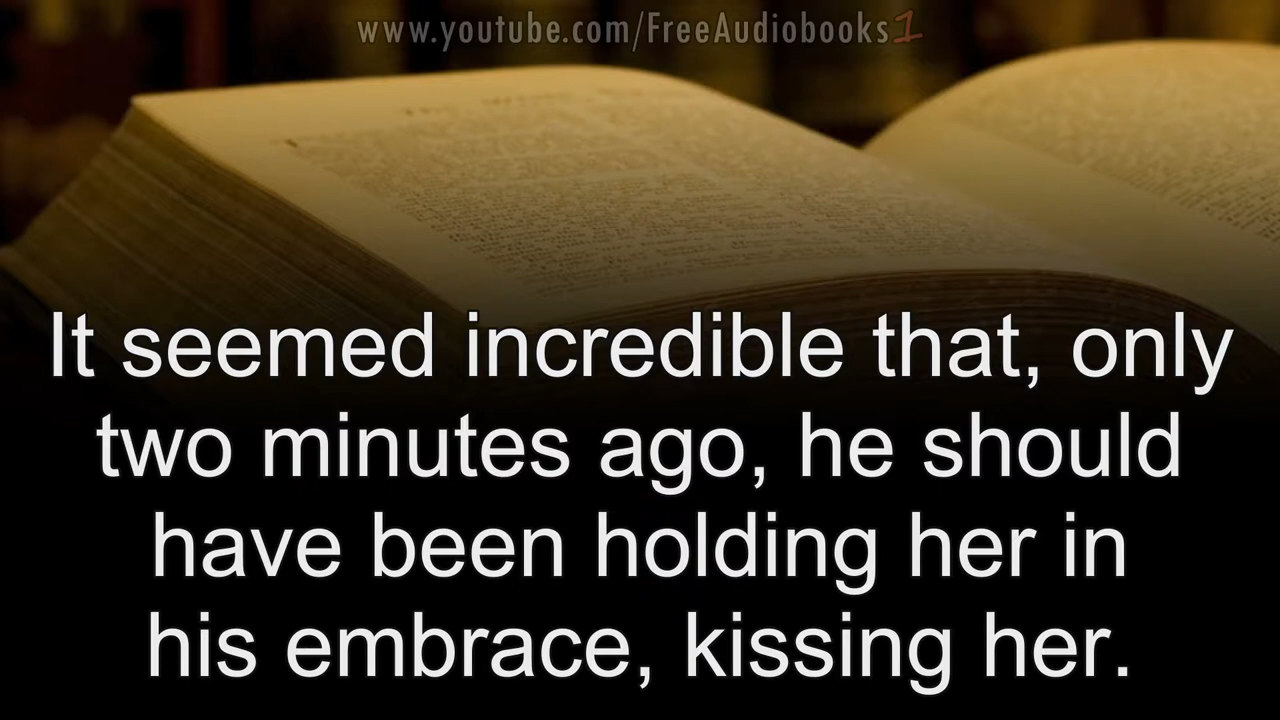 www.youtube.com/FreeAudiobooks1
It seemed incredible that, only
two minutes ago, he should
have been holding her in
his embrace, kissing her.